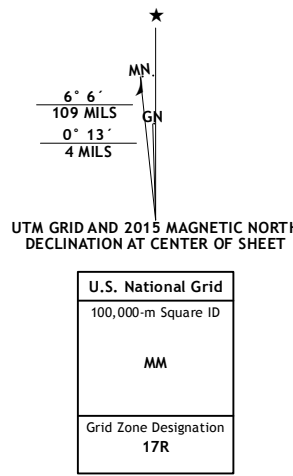 MN.
6° 6´
109 MILS
GN
0° 13´
4 MILS
UTM GRID AND 2015 MAGNETIC NORTH
DECLINATION AT CENTER OF SHEET
U.S. National Grid
100,000-m Square ID
MM
Grid Zone Designation
17R